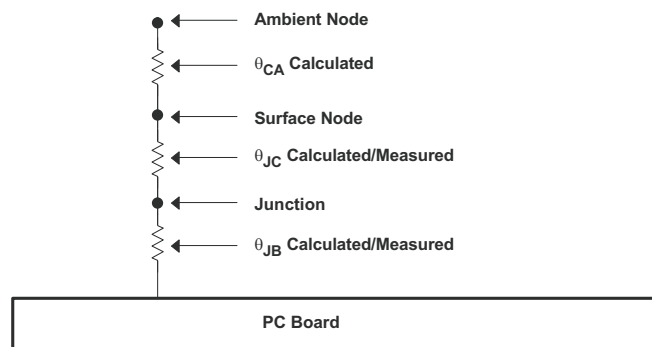 Ambient Node
θCA Calculated
Surface Node
θJC Calculated/Measured
Junction
θJB Calculated/Measured
PC Board